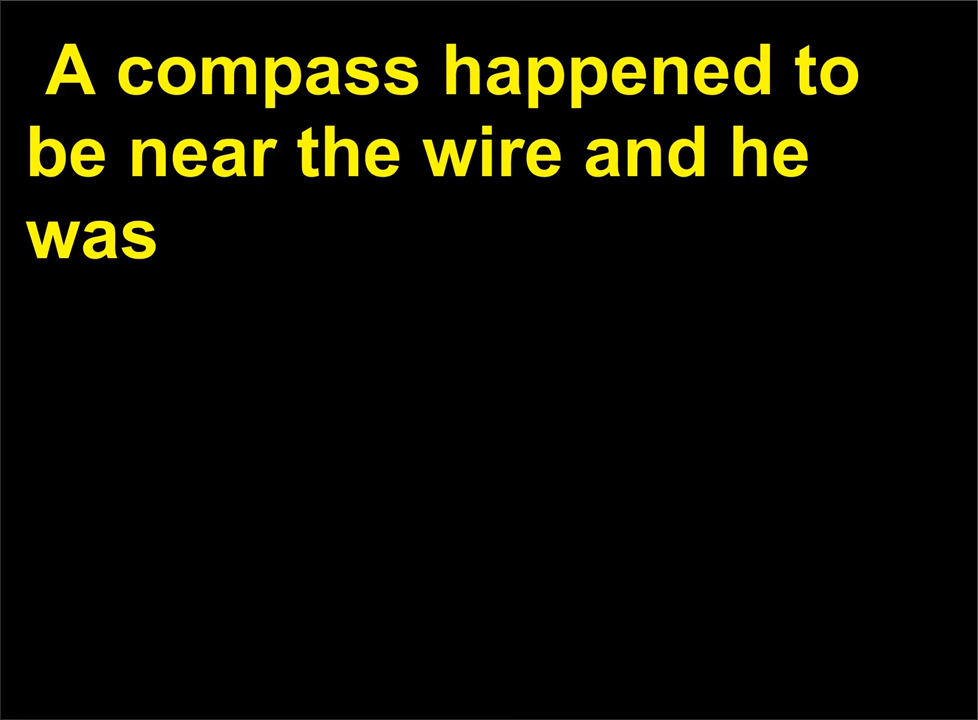 A compass happened to
be near the wire and he
was